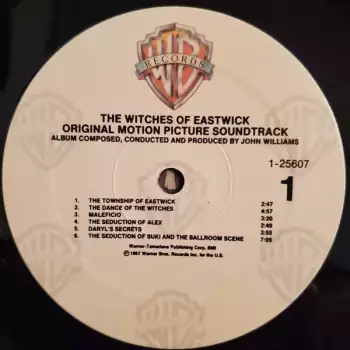 WB
RECORDS
THE WITCHES OF EASTWICK
ORIGINAL MOTION PICTURE SOUNDTRACK
ALBUM COMPOSED, CONDUCTED AND PRODUCED BY JOHN WILLIAMS
1-25607
1
1. THE TOWNSHIP OF EASTWICK 2:47
2. THE DANCE OF THE WITCHES 4:57
3. MALEFICIO 3:20
4. THE SEDUCTION OF ALEX 2:40
5. DARYL'S SECRETS 3:55
6. THE SEDUCTION OF SUKI AND THE BALLROOM SCENE 7:05
Warner-Tamerlane Publishing Corp. BMI
℗ 1987 Warner Bros. Records Inc. for the U.S.